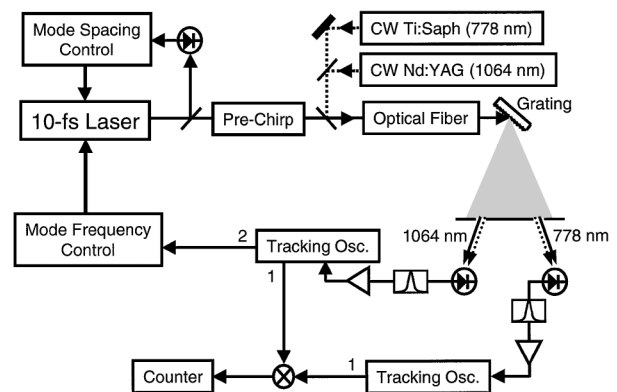 Mode Spacing
Control
CW Ti:Saph (778 nm)
CW Nd:YAG (1064 nm)
Grating
10-fs Laser
Pre-Chirp
Optical Fiber
Mode Frequency
Control
2
Tracking Osc.
1064 nm
778 nm
1
Counter
1
Tracking Osc.